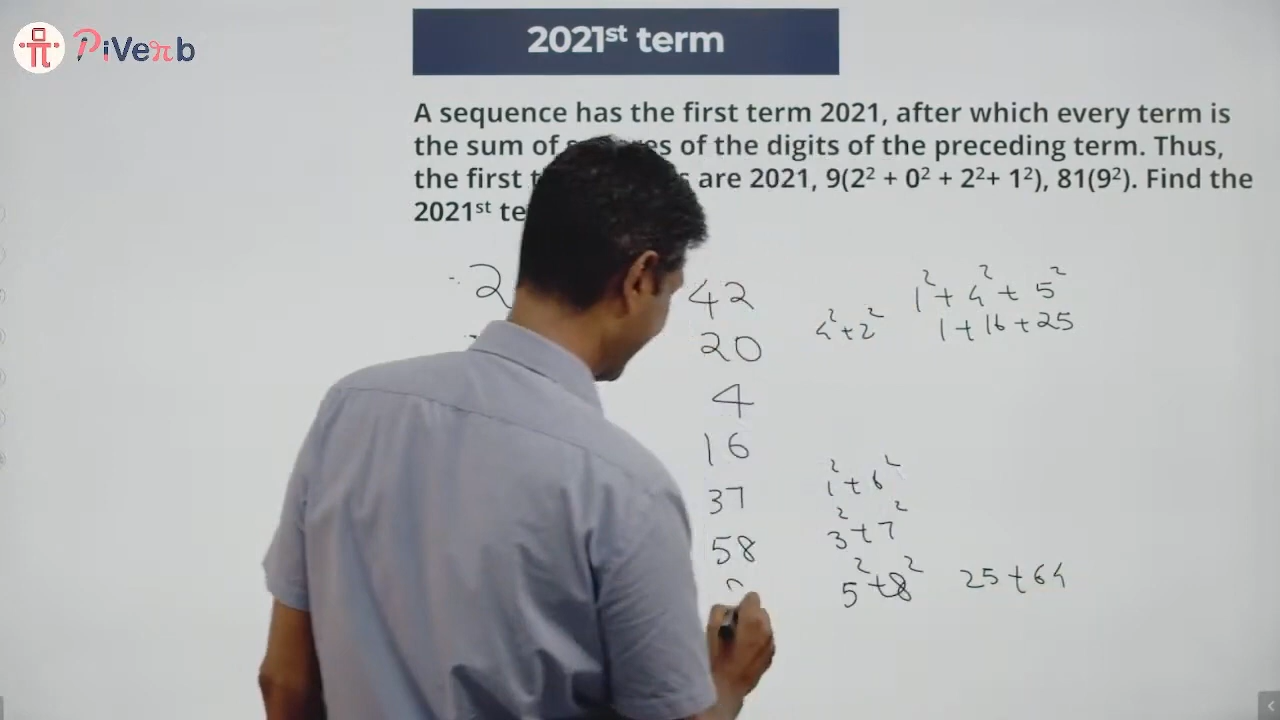 PiVerb
2021st term
A sequence has the first term 2021, after which every term is
the sum of of the digits of the preceding term. Thus,
the first are 2021, 9(2² + 0² + 2²+ 1²), 81(9²). Find the
2021st
2
42
1² + 4² + 5²
4² + 2²
1 + 16 + 25
20
4
16
1² + 6²
37
3² + 7²
58
5² + 8²
25 + 64